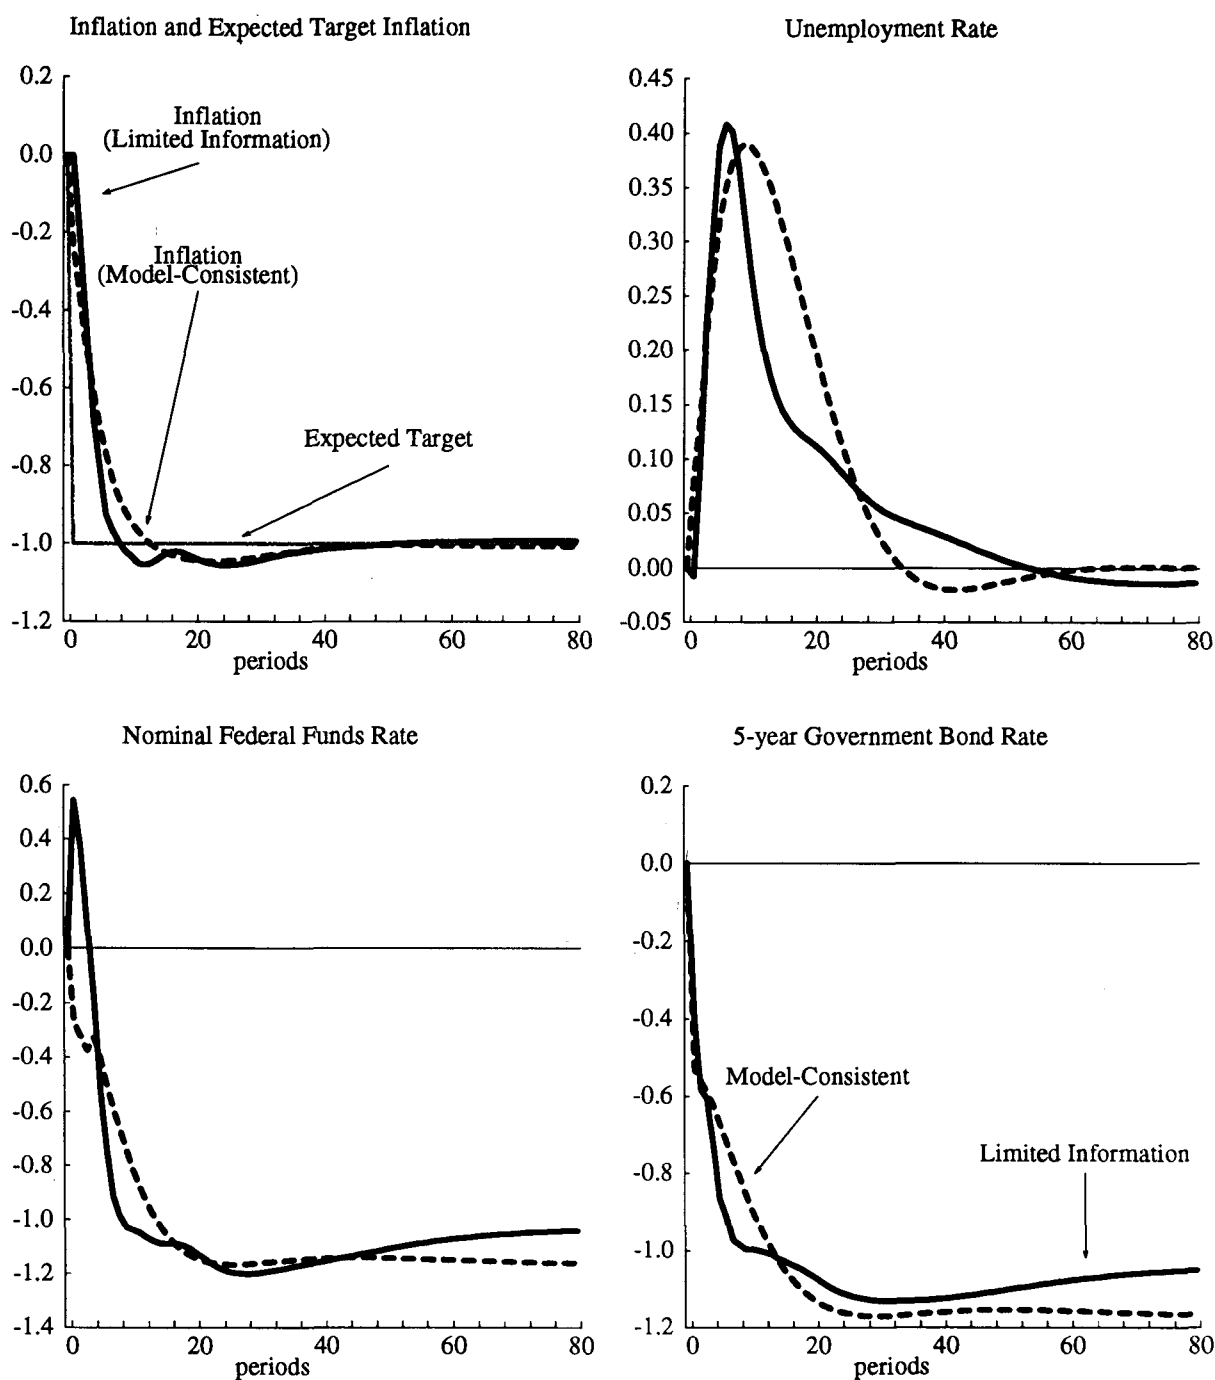 Inflation and Expected Target Inflation
0.2
0.0
-0.2
-0.4
-0.6
-0.8
-1.0
-1.2
Inflation
(Limited Information)
Inflation
(Model-Consistent)
Expected Target
0 20 40 60 80
periods
Unemployment Rate
0.45
0.40
0.35
0.30
0.25
0.20
0.15
0.10
0.05
0.00
-0.05
0 20 40 60 80
periods
Nominal Federal Funds Rate
0.6
0.4
0.2
0.0
-0.2
-0.4
-0.6
-0.8
-1.0
-1.2
-1.4
0 20 40 60 80
periods
5-year Government Bond Rate
0.2
0.0
-0.2
-0.4
-0.6
-0.8
-1.0
-1.2
Model-Consistent
Limited Information
0 20 40 60 80
periods